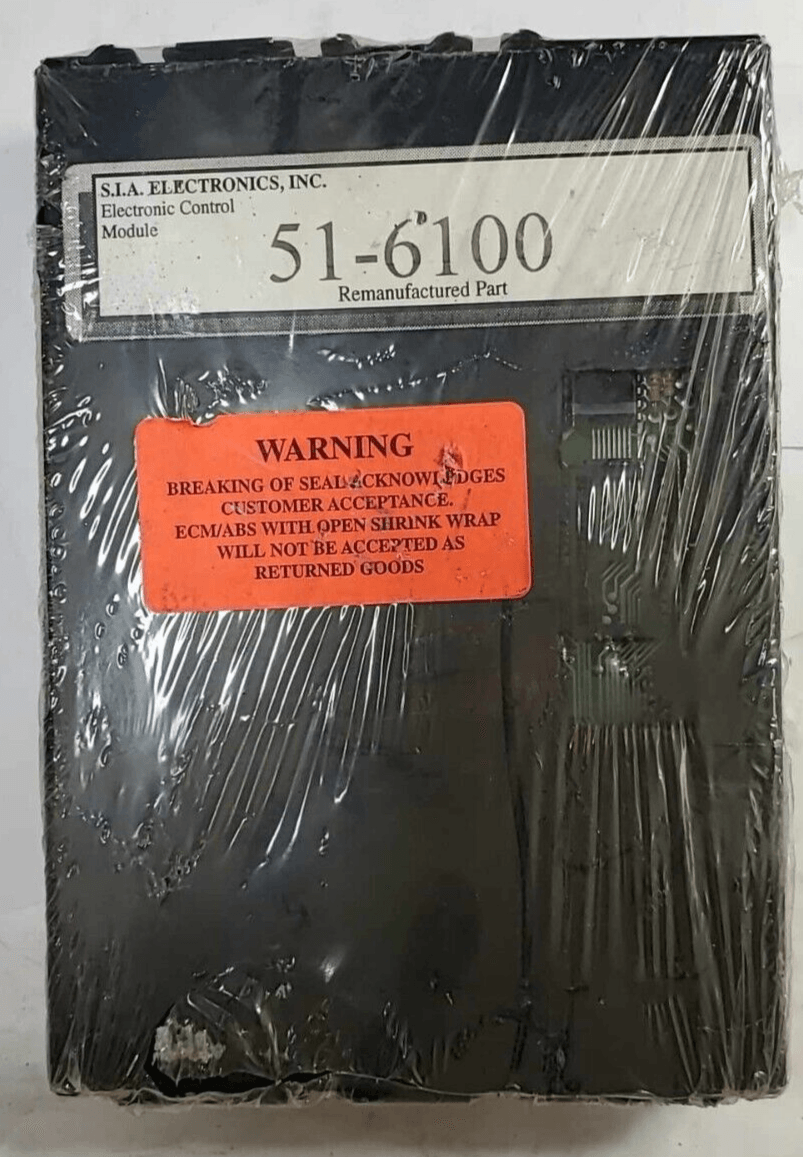 S.I.A. ELECTRONICS, INC.
Electronic Control
Module
51-6100
Remanufactured Part
WARNING
BREAKING OF SEAL ACKNOWLEDGES
CUSTOMER ACCEPTANCE.
ECM/ABS WITH OPEN SHRINK WRAP
WILL NOT BE ACCEPTED AS
RETURNED GOODS